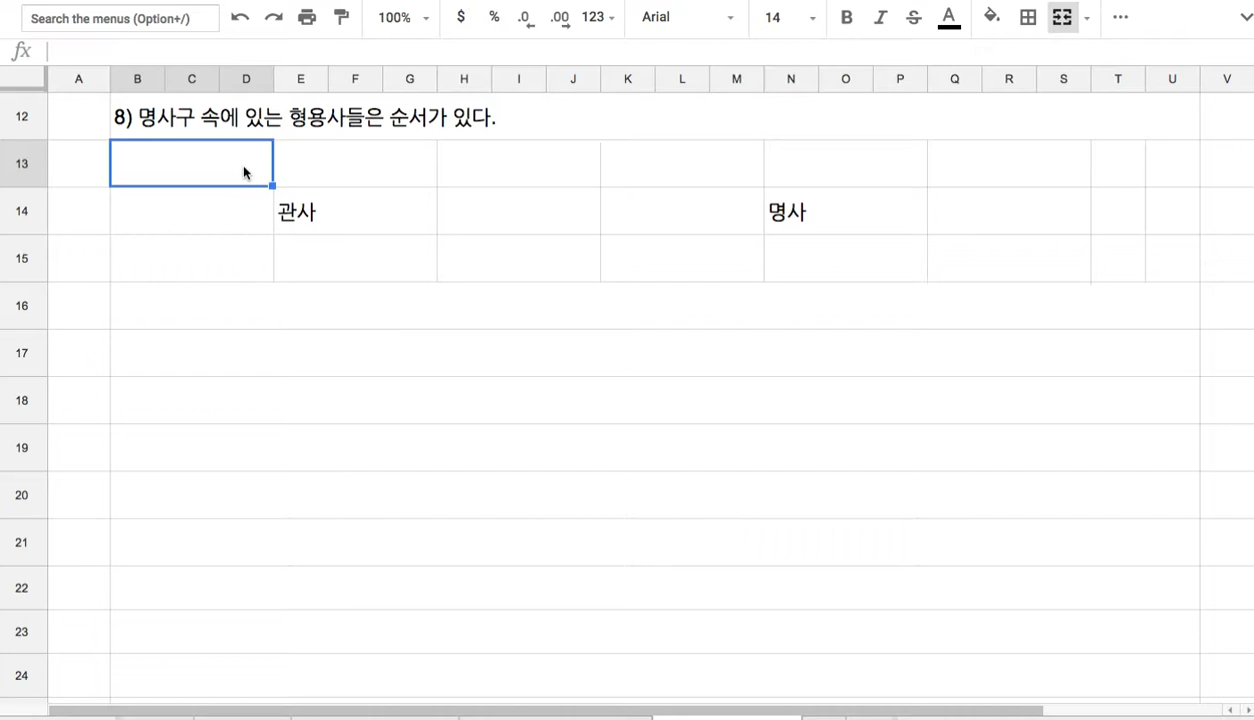 Search the menus (Option+/) 100% $ % .0 .00 123 Arial 14 B I S A
fx
A B C D E F G H I J K L M N O P Q R S T U V
12 8) 명사구 속에 있는 형용사들은 순서가 있다.
13
14 관사 명사
15
16
17
18
19
20
21
22
23
24